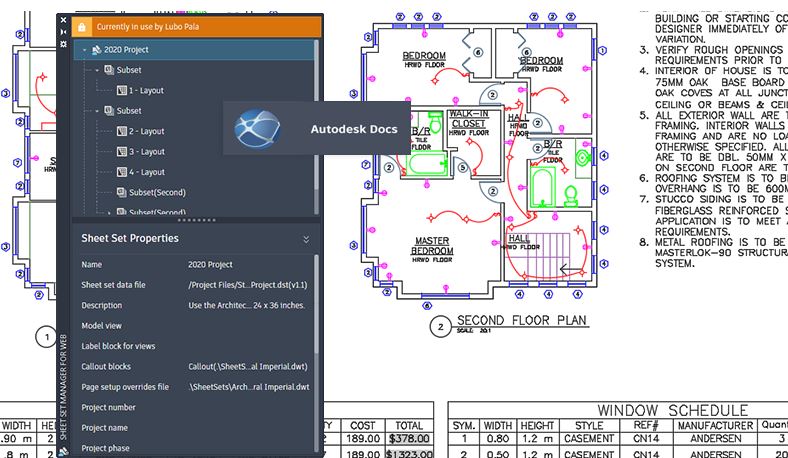 Currently in use by Lubo Pala
2020 Project
Subset
1 - Layout
Subset
2 - Layout
3 - Layout
4 - Layout
Subset(Second)
Subset(Second)
Sheet Set Properties
Name 2020 Project
Sheet set data file /Project Files/St...Project.dst(v1.1)
Description Use the Architec... 24 x 36 inches.
Model view
Label block for views
Callout blocks Callout(.\SheetS...al Imperial.dwt)
Page setup overrides file .\SheetSets\Arch...ral Imperial.dwt)
Project number
Project name
Project phase
SHEET SET MANAGER FOR WEB
Autodesk Docs
BEDROOM
HRWD FLOOR
BEDROOM
HRWD FLOOR
WALK-IN
CLOSET
HRWD FLOOR
HALL
HRWD FLOOR
B/R
TILE
FLOOR
B/R
TILE
FLOOR
MASTER
BEDROOM
HRWD FLOOR
HALL
HRWD FLOOR
2 SECOND FLOOR PLAN
SCALE: 20:1
1
BUILDING OR STARTING CO
DESIGNER IMMEDIATELY OF
VARIATION.
3. VERIFY ROUGH OPENINGS
REQUIREMENTS PRIOR TO
4. INTERIOR OF HOUSE IS TO
75MM OAK BASE BOARD
OAK COVES AT ALL JUNCT
CEILING OR BEAMS & CEIL
5. ALL EXTERIOR WALL ARE T
FRAMING. INTERIOR WALLS
FRAMING AND ARE NO LOA
OTHERWISE SPECIFIED. ALL
ARE TO BE DBL. 50MM X
ON SECOND FLOOR ARE T
6. ROOFING SYSTEM IS TO BE
OVERHANG IS TO BE 600M
7. STUCCO SIDING IS TO BE
FIBERGLASS REINFORCED S
APPLICATION IS TO MEET A
REQUIREMENTS.
8. METAL ROOFING IS TO BE
MASTERLOK-90 STRUCTURA
SYSTEM.
WIDTH HE
.90 m 2
.8 m 2
TY COST TOTAL
2 189.00 $378.00
189.00 $1323.00
WINDOW SCHEDULE
SYM. WIDTH HEIGHT STYLE REF# MANUFACTURER Quant
1 0.80 1.2 m CASEMENT CN14 ANDERSEN 3
2 0.50 1.2 m CASEMENT CN14 ANDERSEN 20